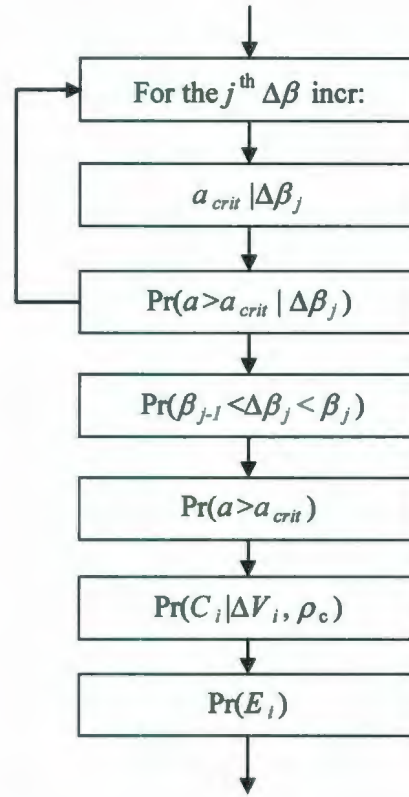 For the j th Δβ incr:
a crit | Δβ j
Pr(a>a crit | Δβ j)
Pr(β j-1 <Δβ j < β j)
Pr(a>a crit)
Pr(C i|ΔV i, ρ c)
Pr(E i)